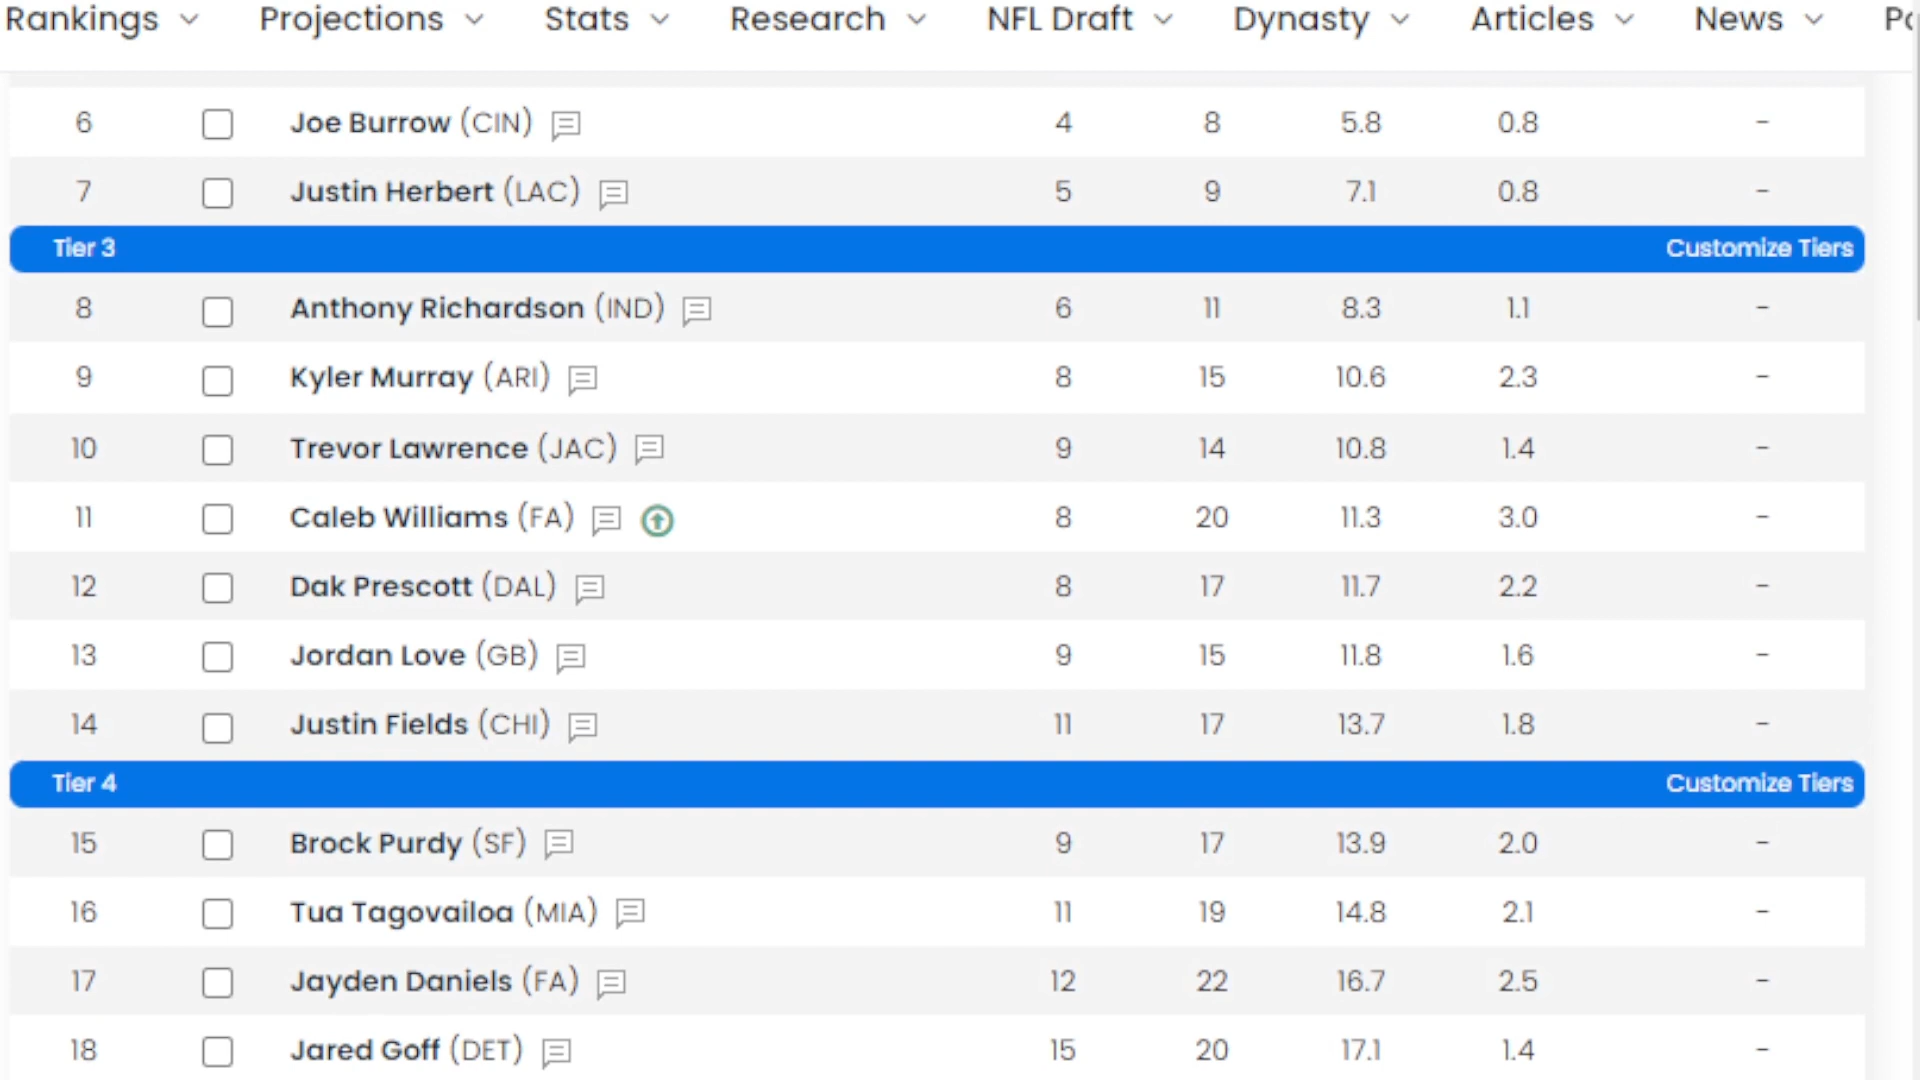 Rankings Projections Stats Research NFL Draft Dysnasty Articles News
6 Joe Burrow (CIN) 4 8 5.8 0.8 -
7 Justin Herbert (LAC) 5 9 7.1 0.8 -
Tier 3 Customize Tiers
8 Anthony Richardson (IND) 6 11 8.3 1.1 -
9 Kyler Murray (ARI) 8 15 10.6 2.3 -
10 Trevor Lawrence (JAC) 9 14 10.8 1.4 -
11 Caleb Williams (FA) 8 20 11.3 3.0 -
12 Dak Prescott (DAL) 8 17 11.7 2.2 -
13 Jordan Love (GB) 9 15 11.8 1.6 -
14 Justin Fields (CHI) 11 17 13.7 1.8 -
Tier 4 Customize Tiers
15 Brock Purdy (SF) 9 17 13.9 2.0 -
16 Tua Tagovailoa (MIA) 11 19 14.8 2.1 -
17 Jayden Daniels (FA) 12 22 16.7 2.5 -
18 Jared Goff (DET) 15 20 17.1 1.4 -